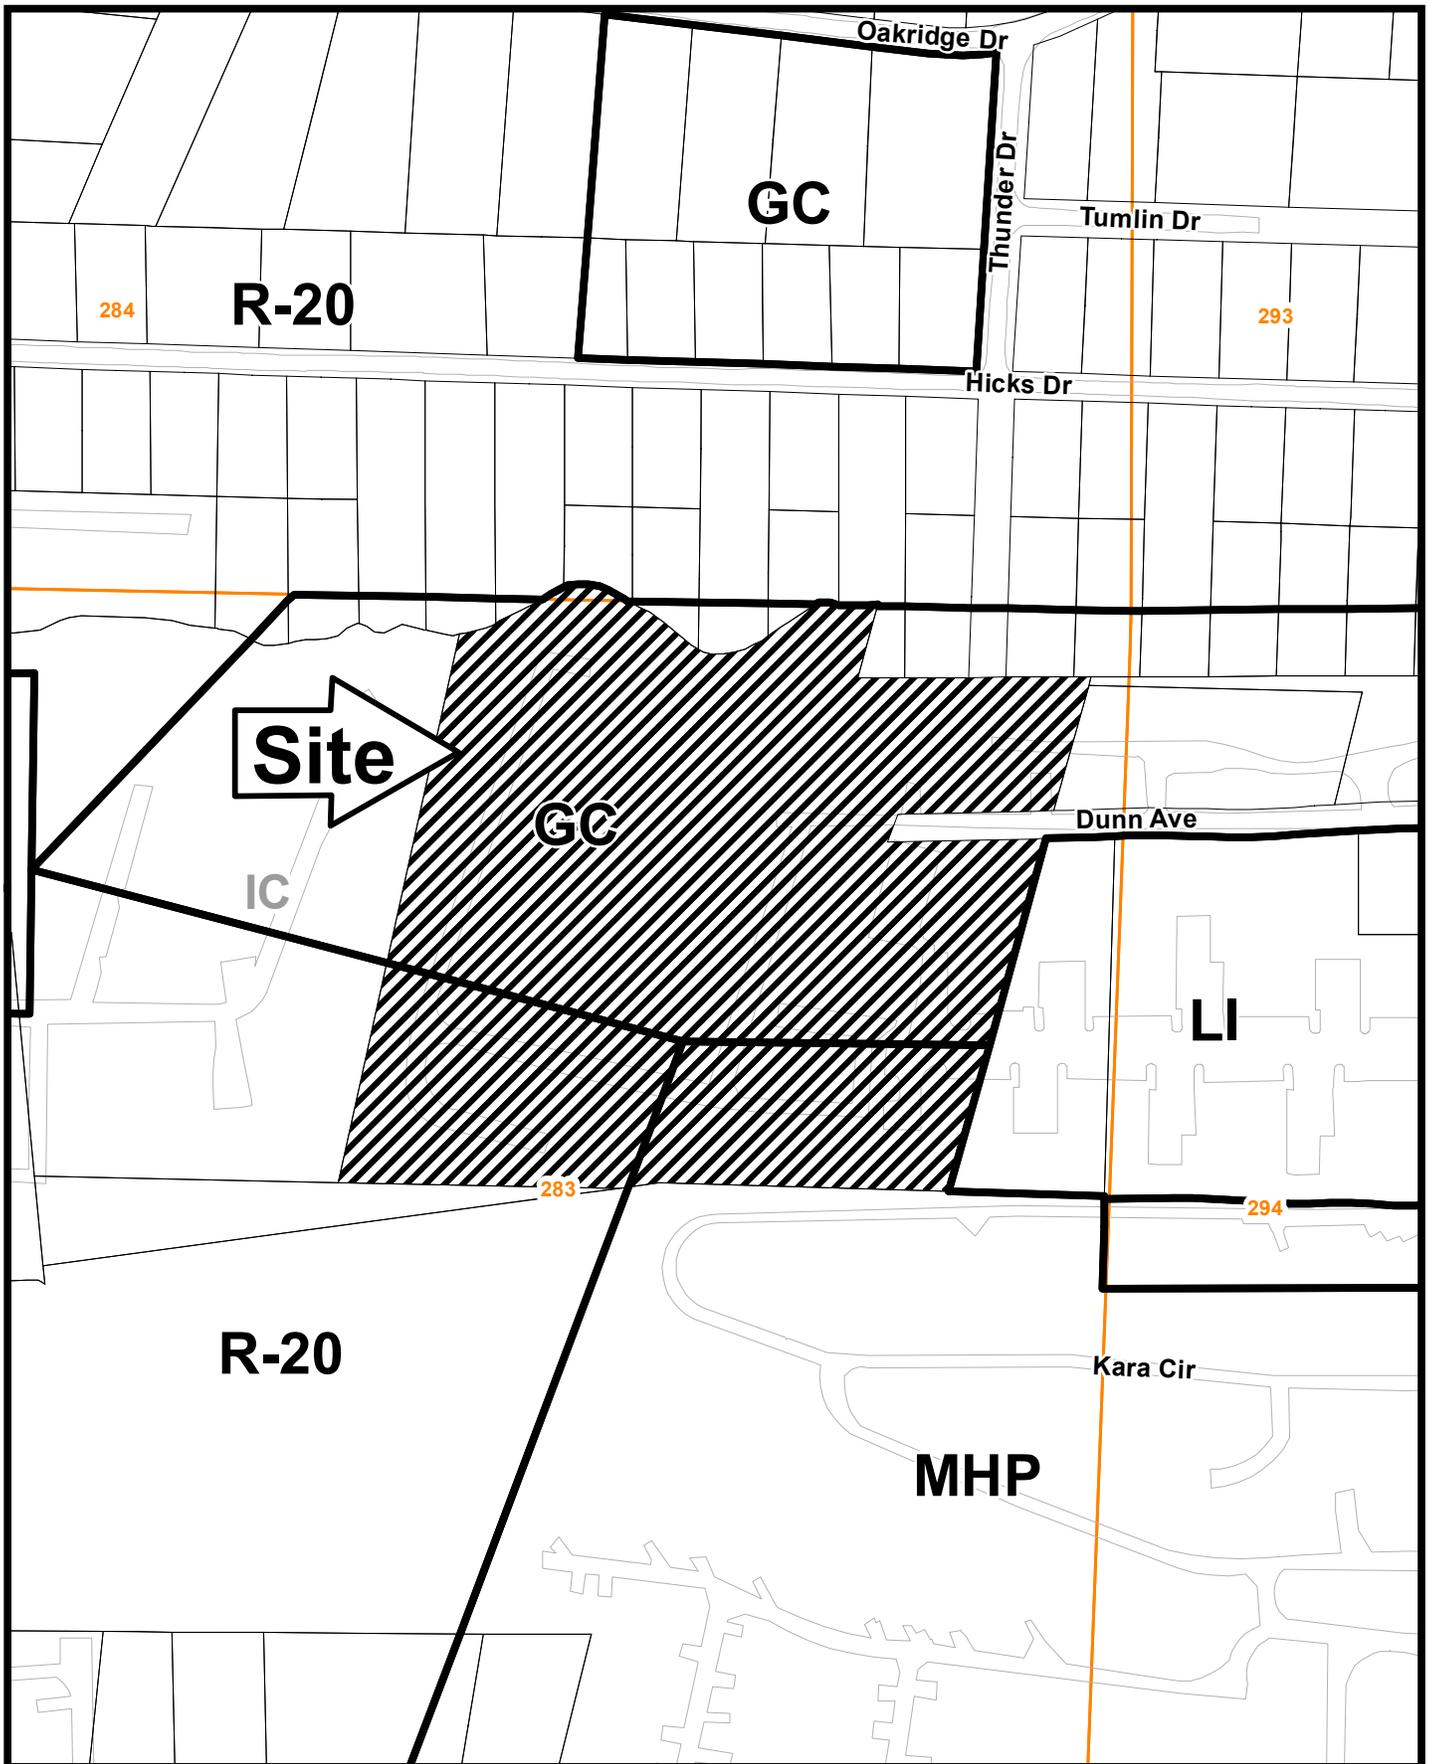 Oakridge Dr
Thunder Dr
GC
Tumlin Dr
R-20
284
293
Hicks Dr
Site
GC
Dunn Ave
IC
LI
283
294
R-20
Kara Cir
MHP